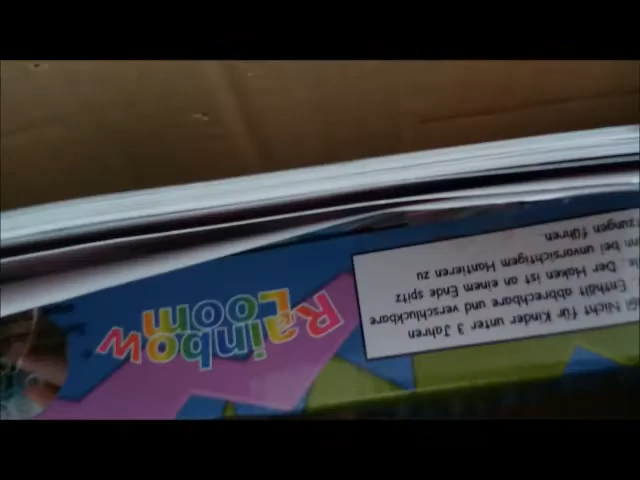 Nicht für Kinder unter 3 Jahren
Enthält abbrechbare und verschluckbare
Der Haken ist an einem Ende spitz
bei unvorsichtigem Hantieren zu
zungen führen
Rainbow
Loom